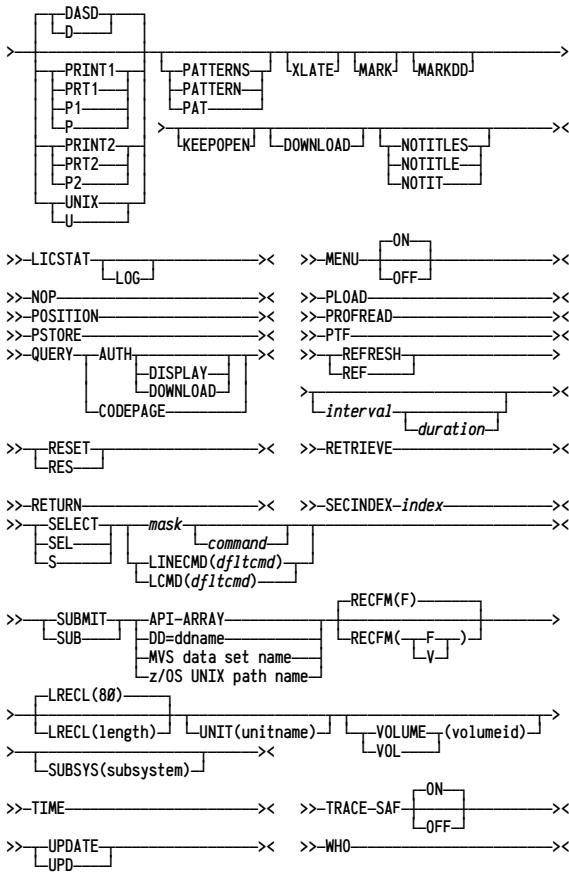 DASD
D
PRINT1 PATTERNS XLATE MARK MARKDD
PRT1 PATTERN
P1 PAT
P
PRINT2 KEEPOPEN DOWNLOAD NOTITLES
PRT2 NOTITLE
P2 NOTIT
UNIX
U
>>─LICSTAT >< >>─MENU ON ><
LOG OFF
>>─NOP >< >>─PLOAD ><
>>─POSITION >< >>─PROFREAD ><
>>─PSTORE >< >>─PTF ><
>>─QUERY AUTH >< >>─REFRESH >
DISPLAY REF
DOWNLOAD
CODEPAGE interval
duration
>>─RESET >< >>─RETRIEVE ><
RES
>>─RETURN >< >>─SECINDEX─index ><
>>─SELECT mask ><
SEL command
S LINECMD(dfltcmd)
LCMD(dfltcmd)
RECFM(F)
>>─SUBMIT API-ARRAY >
SUB DD=ddname RECFM( F )
MVS data set name V
z/OS UNIX path name
LRECL(80)
LRECL(length) UNIT(unitname) VOLUME (volumeid)
VOL
SUBSYS(subsystem)
ON
>>─TIME >< >>─TRACE-SAF ><
OFF
>>─UPDATE >< >>─WHO ><
UPD